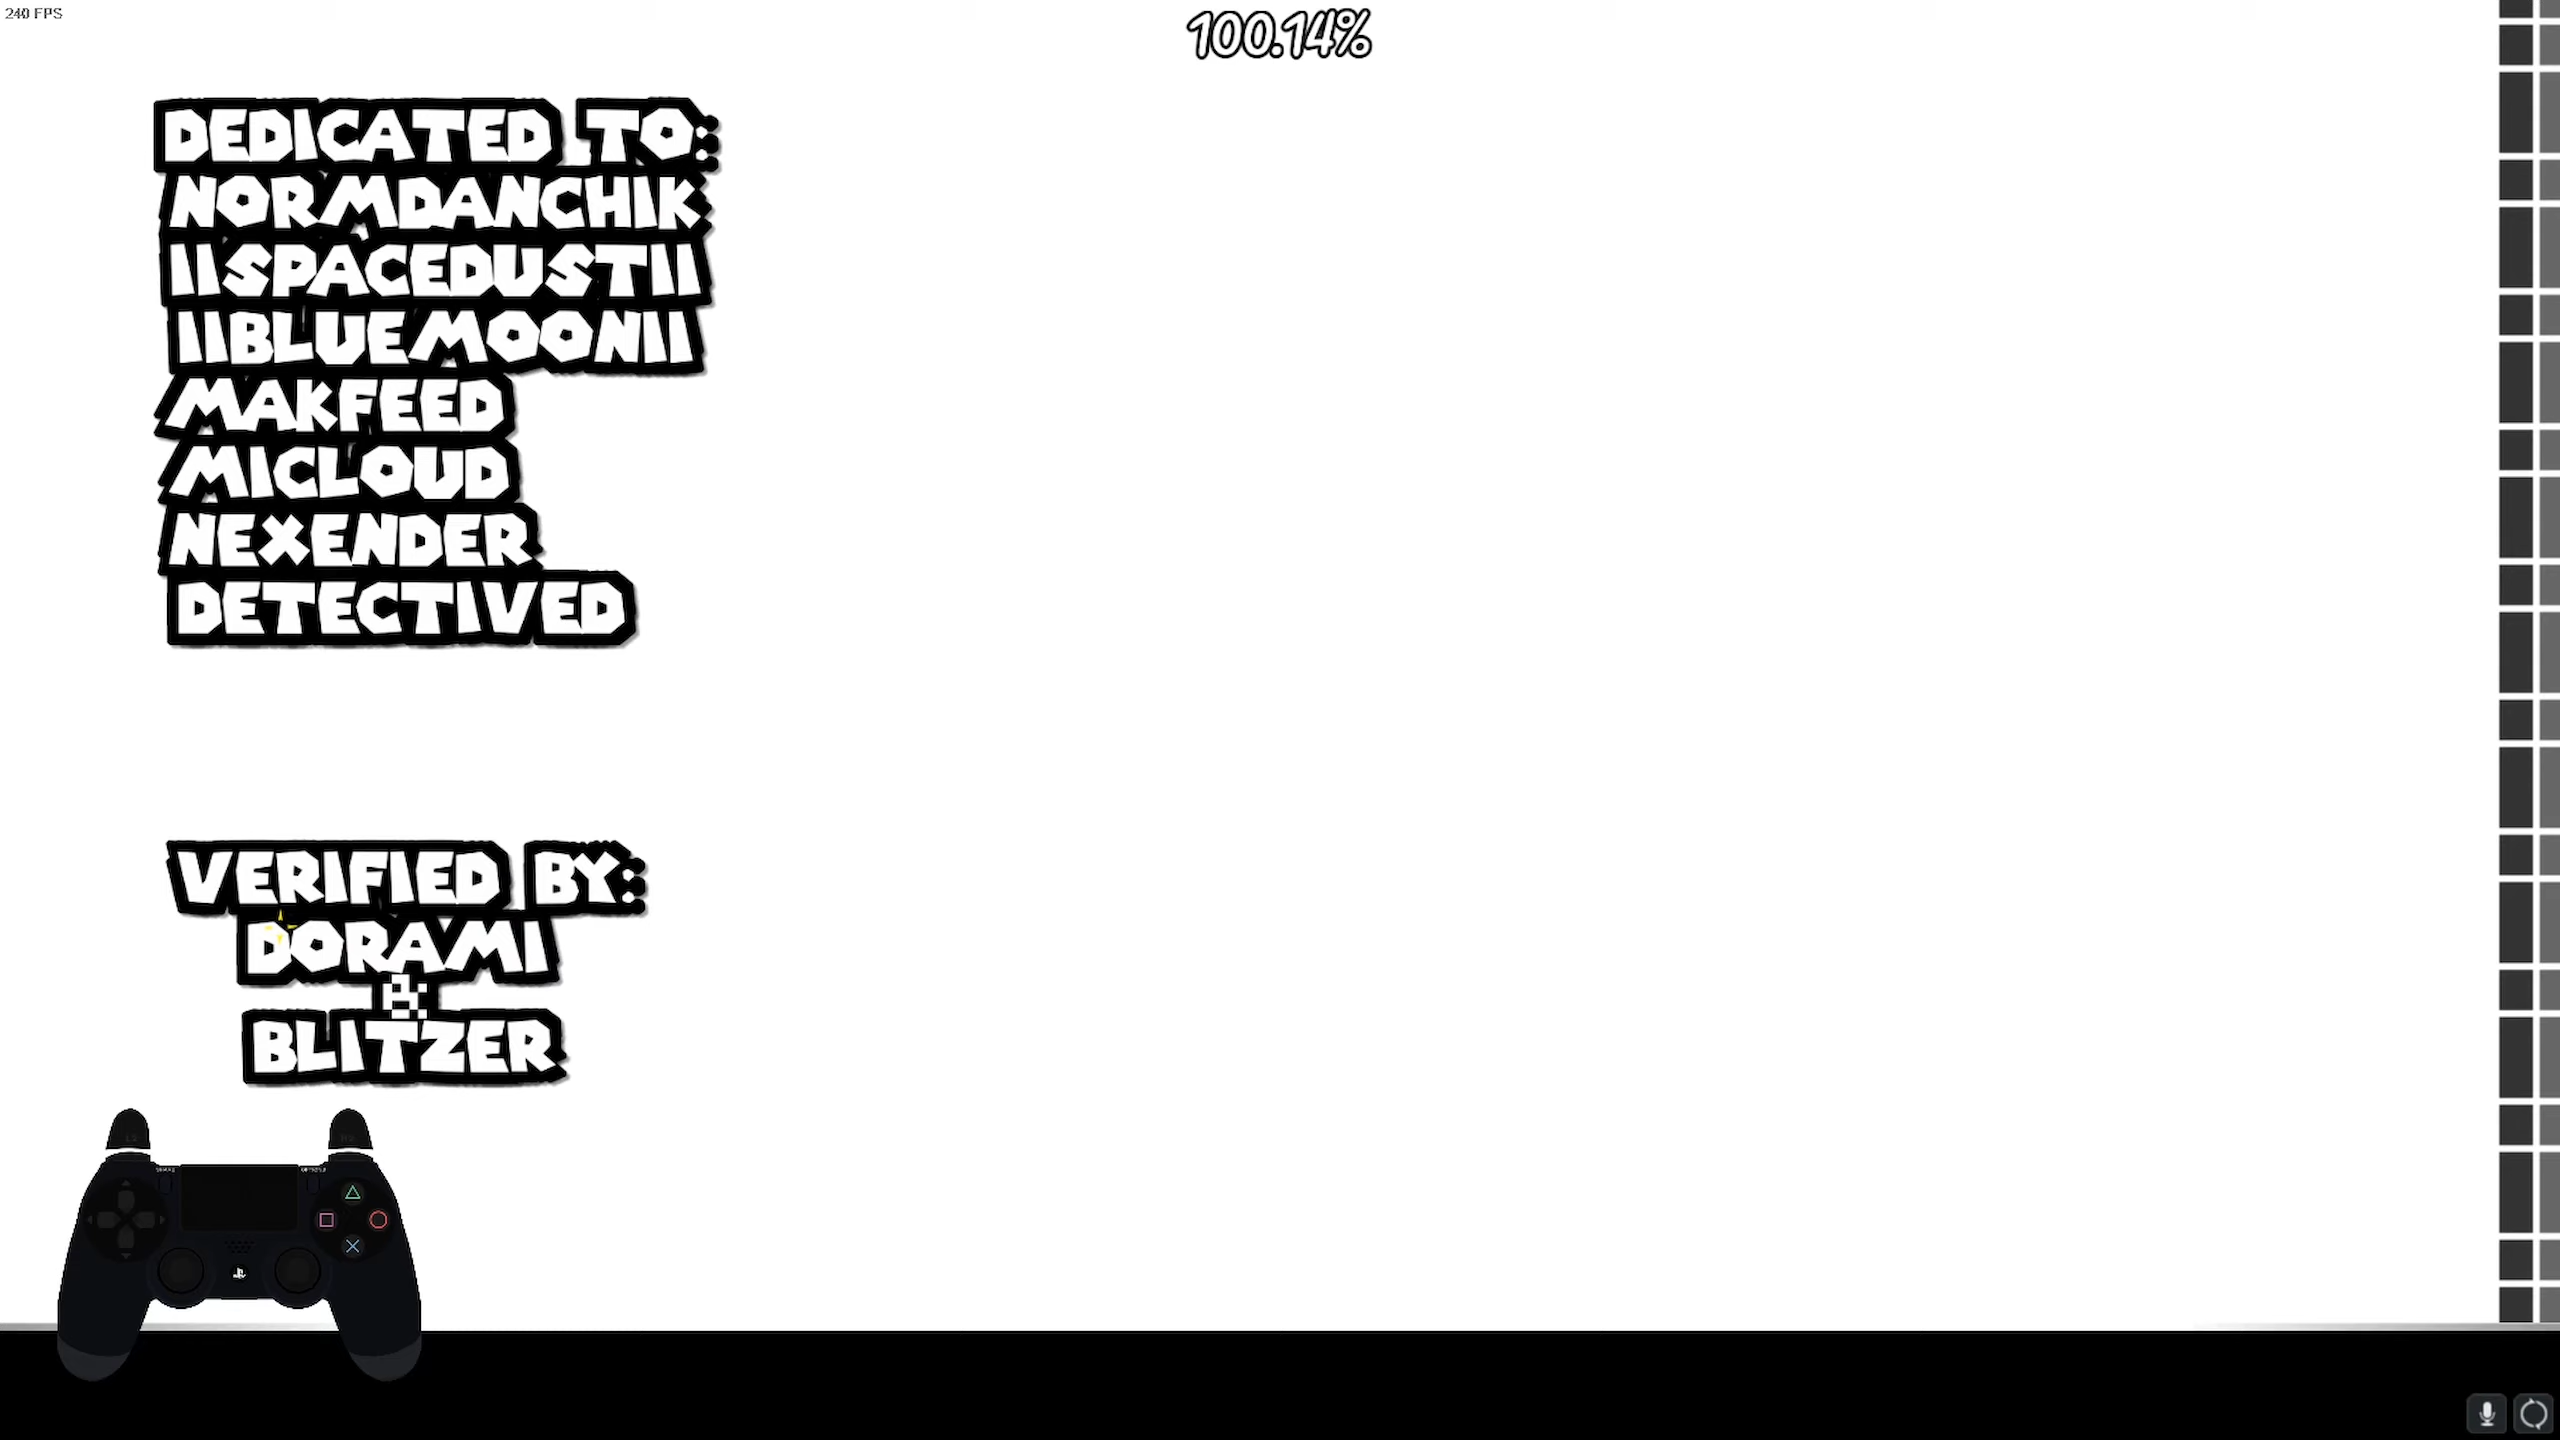 240 FPS
100.14%
DEDICATED TO:
NORMDANCHIK
IISPACEDUSTII
IIBLUEMOONII
MAKFEED
MICLOUD
NEXENDER
DETECTIVED
VERIFIED BY:
DORAMI
&
BLITZER